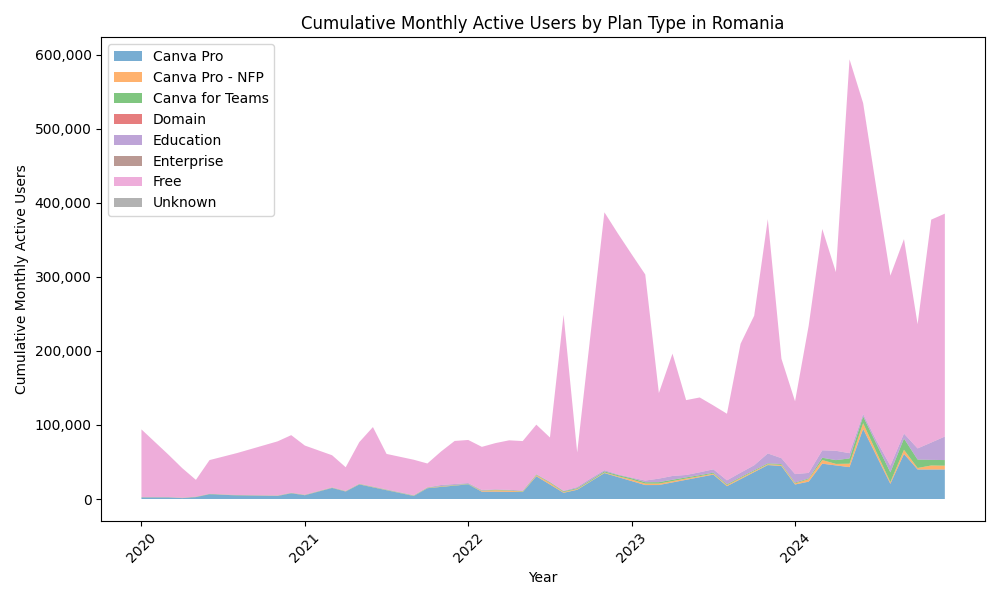 Cumulative Monthly Active Users by Plan Type in Romania
Canva Pro
Canva Pro - NFP
Canva for Teams
Domain
Education
Enterprise
Free
Unknown
600,000
500,000
400,000
300,000
200,000
100,000
0
Cumulative Monthly Active Users
2020
2021
2022
2023
2024
Year